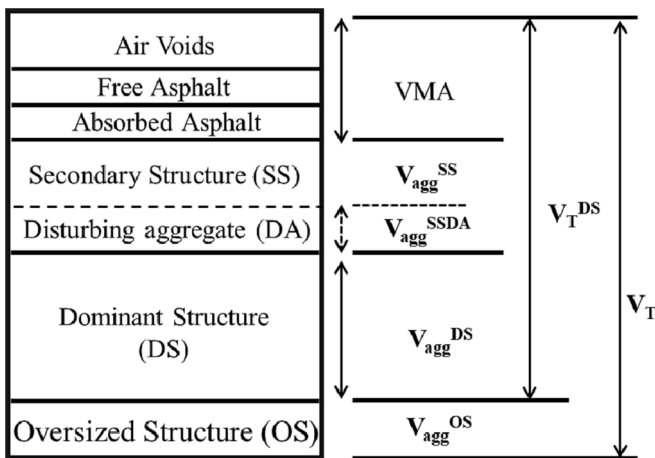 Air Voids
Free Asphalt
Absorbed Asphalt
Secondary Structure (SS)
Disturbing aggregate (DA)
Dominant Structure
(DS)
Oversized Structure (OS)
VMA
V_agg^SS
V_agg^SSDA
V_agg^DS
V_agg^OS
V_T^DS
V_T